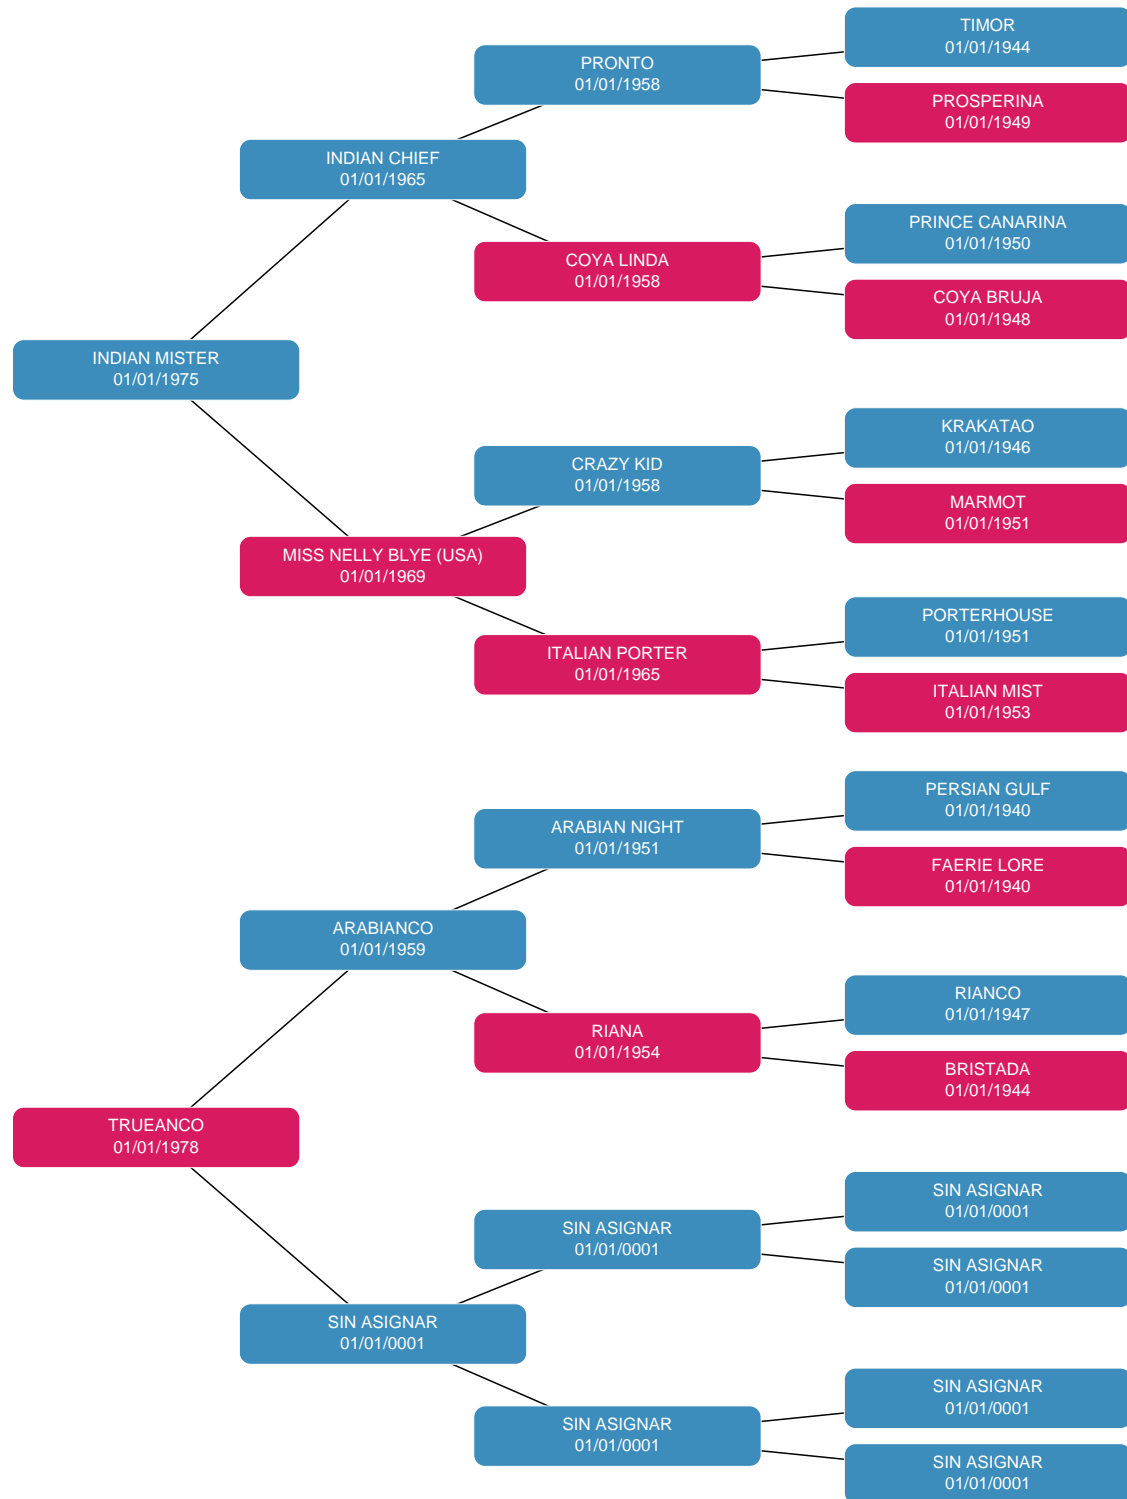 TIMOR
01/01/1944
PRONTO
01/01/1958
PROSPERINA
01/01/1949
INDIAN CHIEF
01/01/1965
PRINCE CANARINA
01/01/1950
COYA LINDA
01/01/1958
COYA BRUJA
01/01/1948
INDIAN MISTER
01/01/1975
KRAKATAO
01/01/1946
CRAZY KID
01/01/1958
MARMOT
01/01/1951
MISS NELLY BLYE (USA)
01/01/1969
PORTERHOUSE
01/01/1951
ITALIAN PORTER
01/01/1965
ITALIAN MIST
01/01/1953
PERSIAN GULF
01/01/1940
ARABIAN NIGHT
01/01/1951
FAERIE LORE
01/01/1940
ARABIANCO
01/01/1959
RIANCO
01/01/1947
RIANA
01/01/1954
BRISTADA
01/01/1944
TRUEANCO
01/01/1978
SIN ASIGNAR
01/01/0001
SIN ASIGNAR
01/01/0001
SIN ASIGNAR
01/01/0001
SIN ASIGNAR
01/01/0001
SIN ASIGNAR
01/01/0001
SIN ASIGNAR
01/01/0001
SIN ASIGNAR
01/01/0001